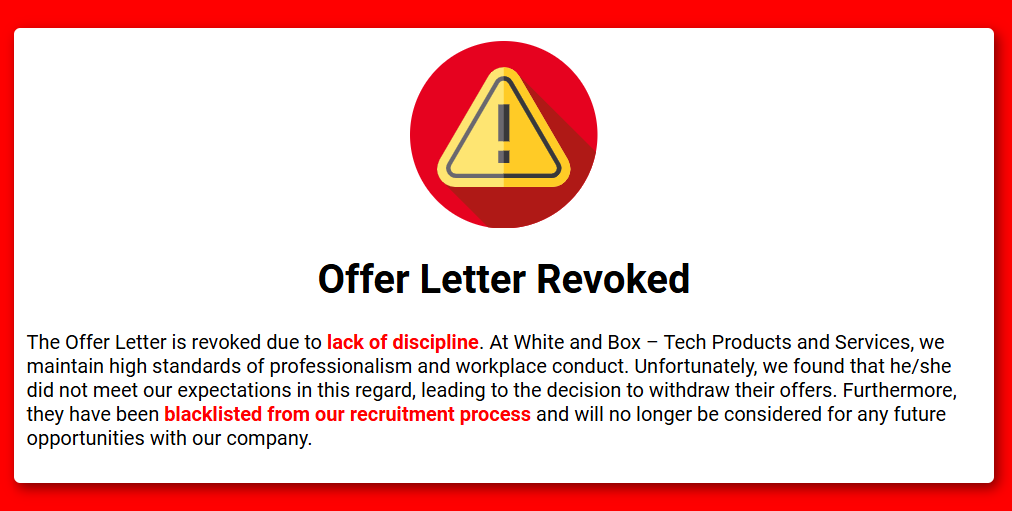 Offer Letter Revoked
The Offer Letter is revoked due to lack of discipline. At White and Box – Tech Products and Services, we
maintain high standards of professionalism and workplace conduct. Unfortunately, we found that he/she
did not meet our expectations in this regard, leading to the decision to withdraw their offers. Furthermore,
they have been blacklisted from our recruitment process and will no longer be considered for any future
opportunities with our company.